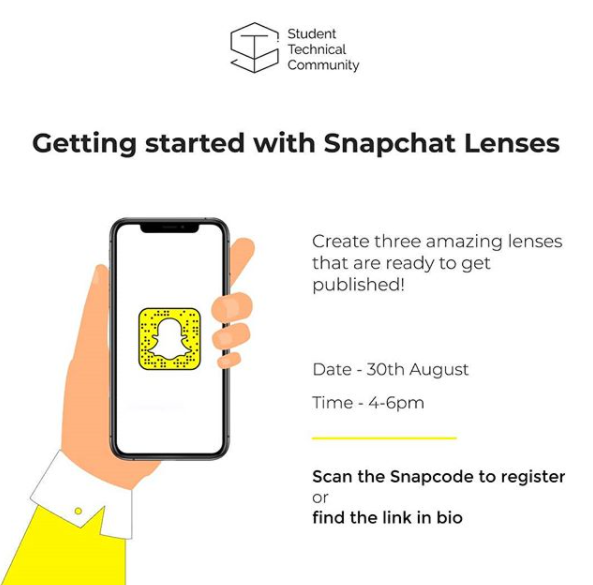 Student
Technical
Community
Getting started with Snapchat Lenses
Create three amazing lenses
that are ready to get
published!
Date - 30th August
Time - 4-6pm
Scan the Snapcode to register
or
find the link in bio